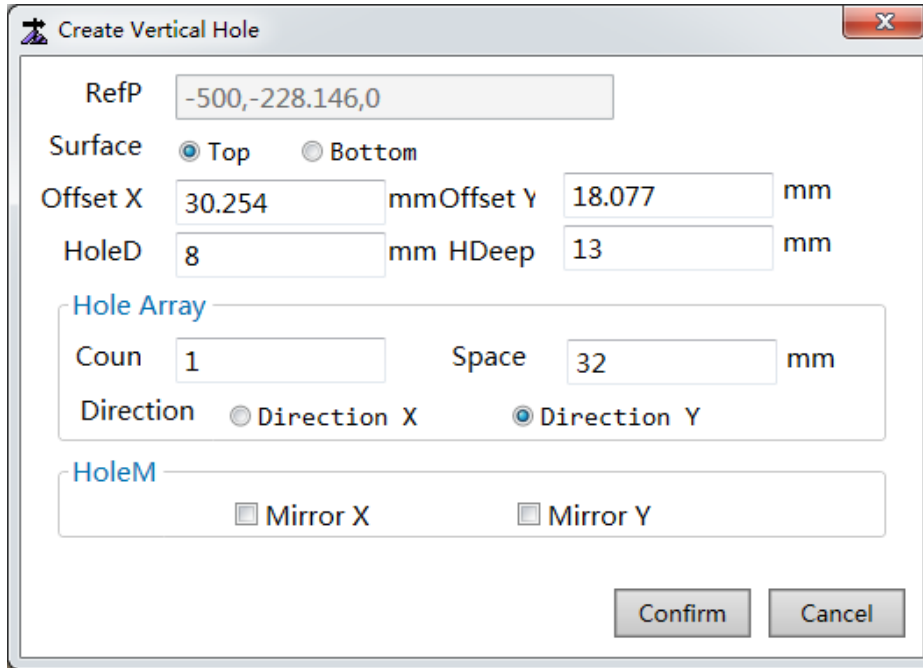 Create Vertical Hole
RefP -500,-228.146,0
Surface Top Bottom
Offset X 30.254 mm Offset Y 18.077 mm
HoleD 8 mm HDeep 13 mm
Hole Array
Coun 1 Space 32 mm
Direction Direction X Direction Y
HoleM
Mirror X Mirror Y
Confirm Cancel